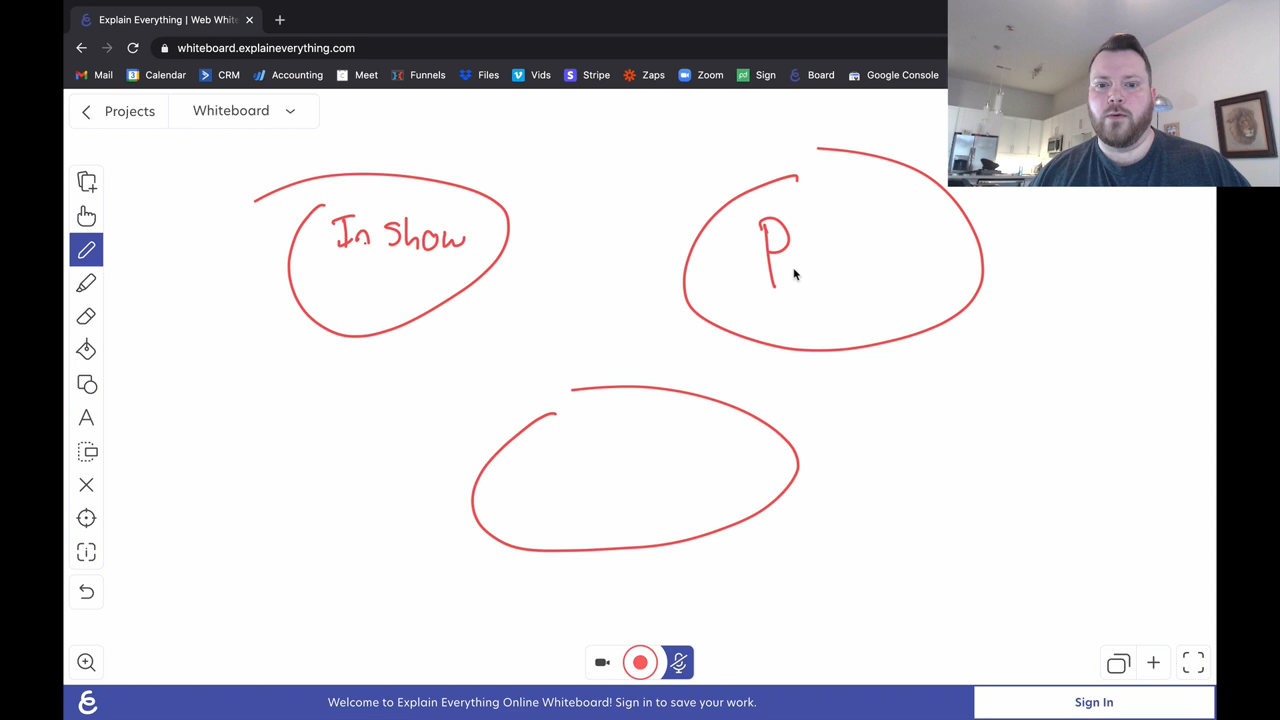 Explain Everything | Web White
whiteboard.explaineverything.com
Mail Calendar CRM Accounting Meet Funnels Files Vids Stripe Zaps Zoom Sign Board Google Console
Projects Whiteboard
In Show
P
A
Welcome to Explain Everything Online Whiteboard! Sign in to save your work.
Sign In